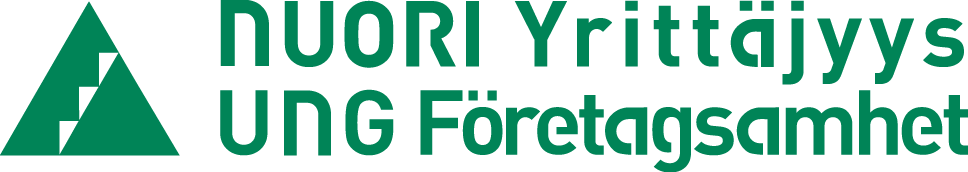 NUORI Yrittäjyys
UNG Företagsamhet